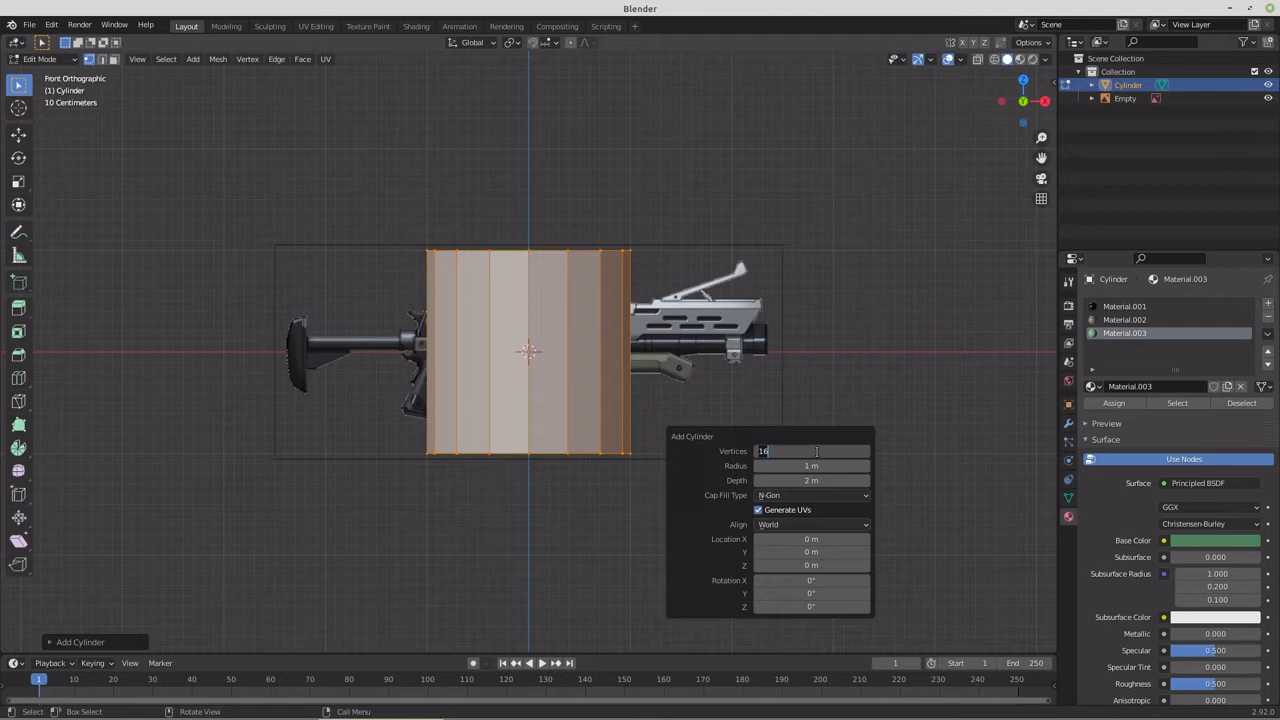 Blender
File Edit Render Window Help Layout Modeling Sculpting UV Editing Texture Paint Shading Animation Rendering Compositing Scripting + Scene View Layer
Global X Y Z Options
Edit Mode View Select Add Mesh Vertex Edge Face UV
Front Orthographic
(1) Cylinder
10 Centimeters
Z
Y X
Scene Collection
Collection
Cylinder
Empty
Cylinder Material.003
Material.001
Material.002
Material.003
Material.003
Assign Select Deselect
Preview
Surface
Use Nodes
Surface Principled BSDF
GGX
Christensen-Burley
Base Color
Subsurface 0.000
Subsurface Radius 1.000
0.200
0.100
Subsurface Color
Metallic 0.000
Specular 0.500
Specular Tint 0.000
Roughness 0.500
Anisotropic 0.000
Add Cylinder
Vertices 16
Radius 1 m
Depth 2 m
Cap Fill Type N-Gon
Generate UVs
Align World
Location X 0 m
Y 0 m
Z 0 m
Rotation X 0°
Y 0°
Z 0°
Add Cylinder
Playback Keying View Marker 1 Start 1 End 250
1 10 20 30 40 50 60 70 80 90 100 110 120 130 140 150 160 170 180 190 200 210 220 230 240 250
Select Box Select Rotate View Call Menu 2.92.0